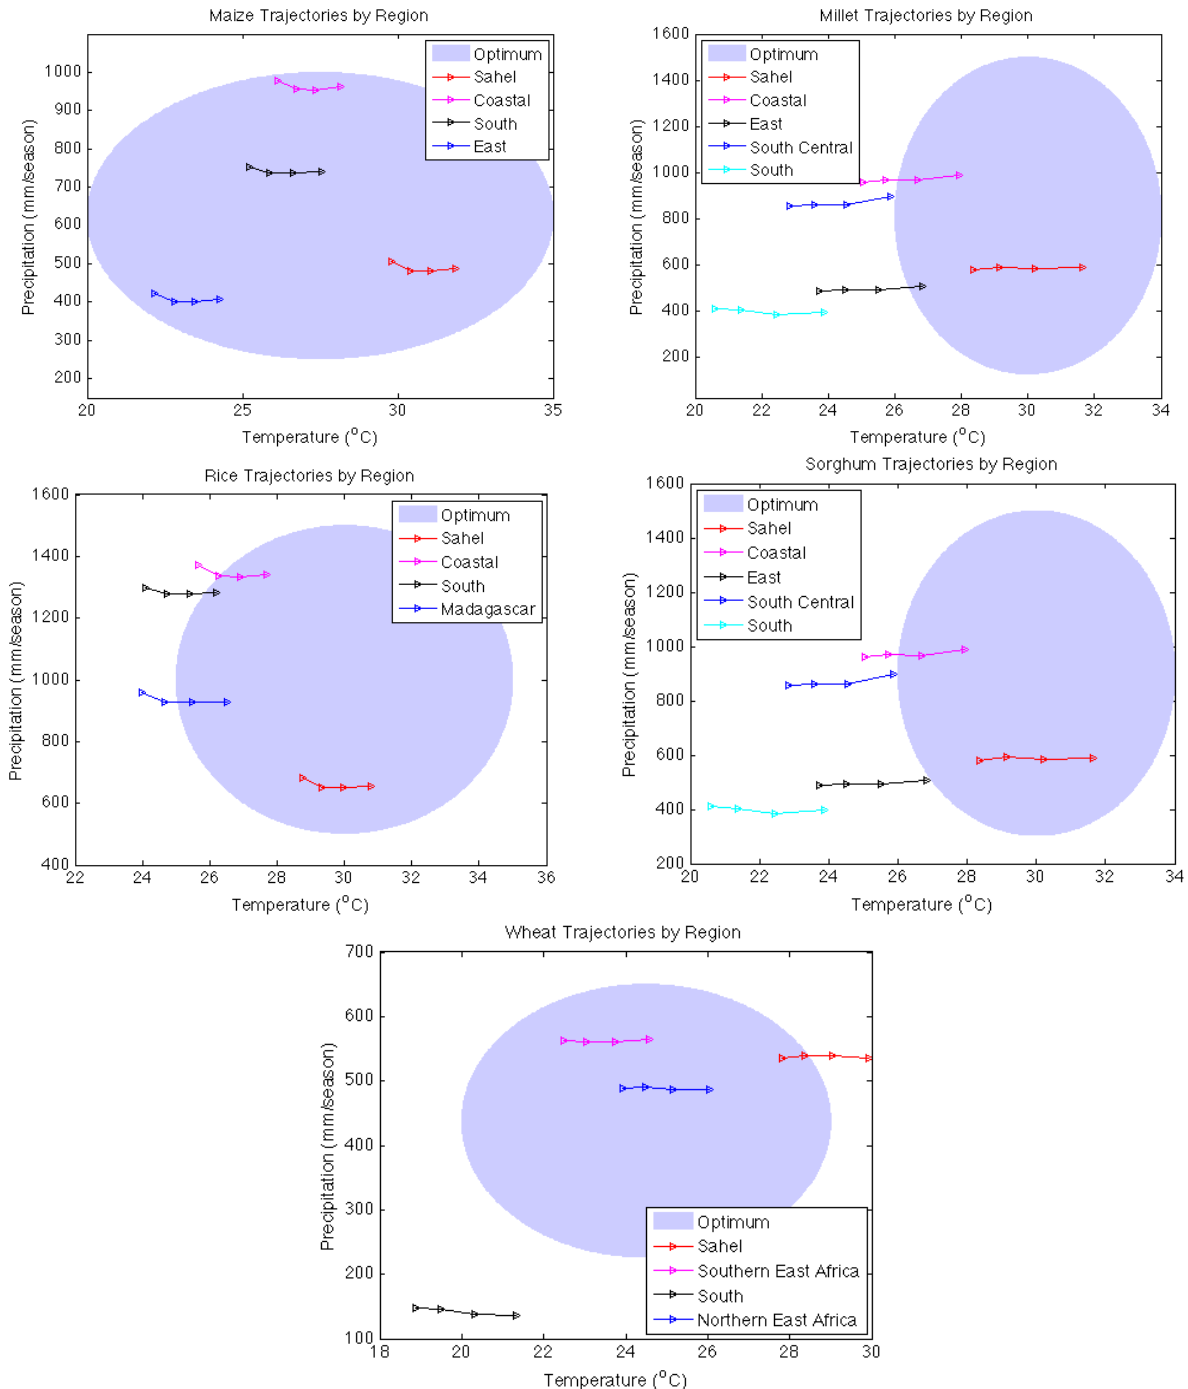 Maize Trajectories by Region
1000
900
800
700
600
500
400
300
200
20
25
30
35
Precipitation (mm/season)
Temperature (°C)
Optimum
Sahel
Coastal
South
East
Millet Trajectories by Region
1600
1400
1200
1000
800
600
400
200
20
22
24
26
28
30
32
34
Precipitation (mm/season)
Temperature (°C)
Optimum
Sahel
Coastal
East
South Central
South
Rice Trajectories by Region
1600
1400
1200
1000
800
600
400
22
24
26
28
30
32
34
36
Precipitation (mm/season)
Temperature (°C)
Optimum
Sahel
Coastal
South
Madagascar
Sorghum Trajectories by Region
1600
1400
1200
1000
800
600
400
200
20
22
24
26
28
30
32
34
Precipitation (mm/season)
Temperature (°C)
Optimum
Sahel
Coastal
East
South Central
South
Wheat Trajectories by Region
700
600
500
400
300
200
100
18
20
22
24
26
28
30
Precipitation (mm/season)
Temperature (°C)
Optimum
Sahel
Southern East Africa
South
Northern East Africa